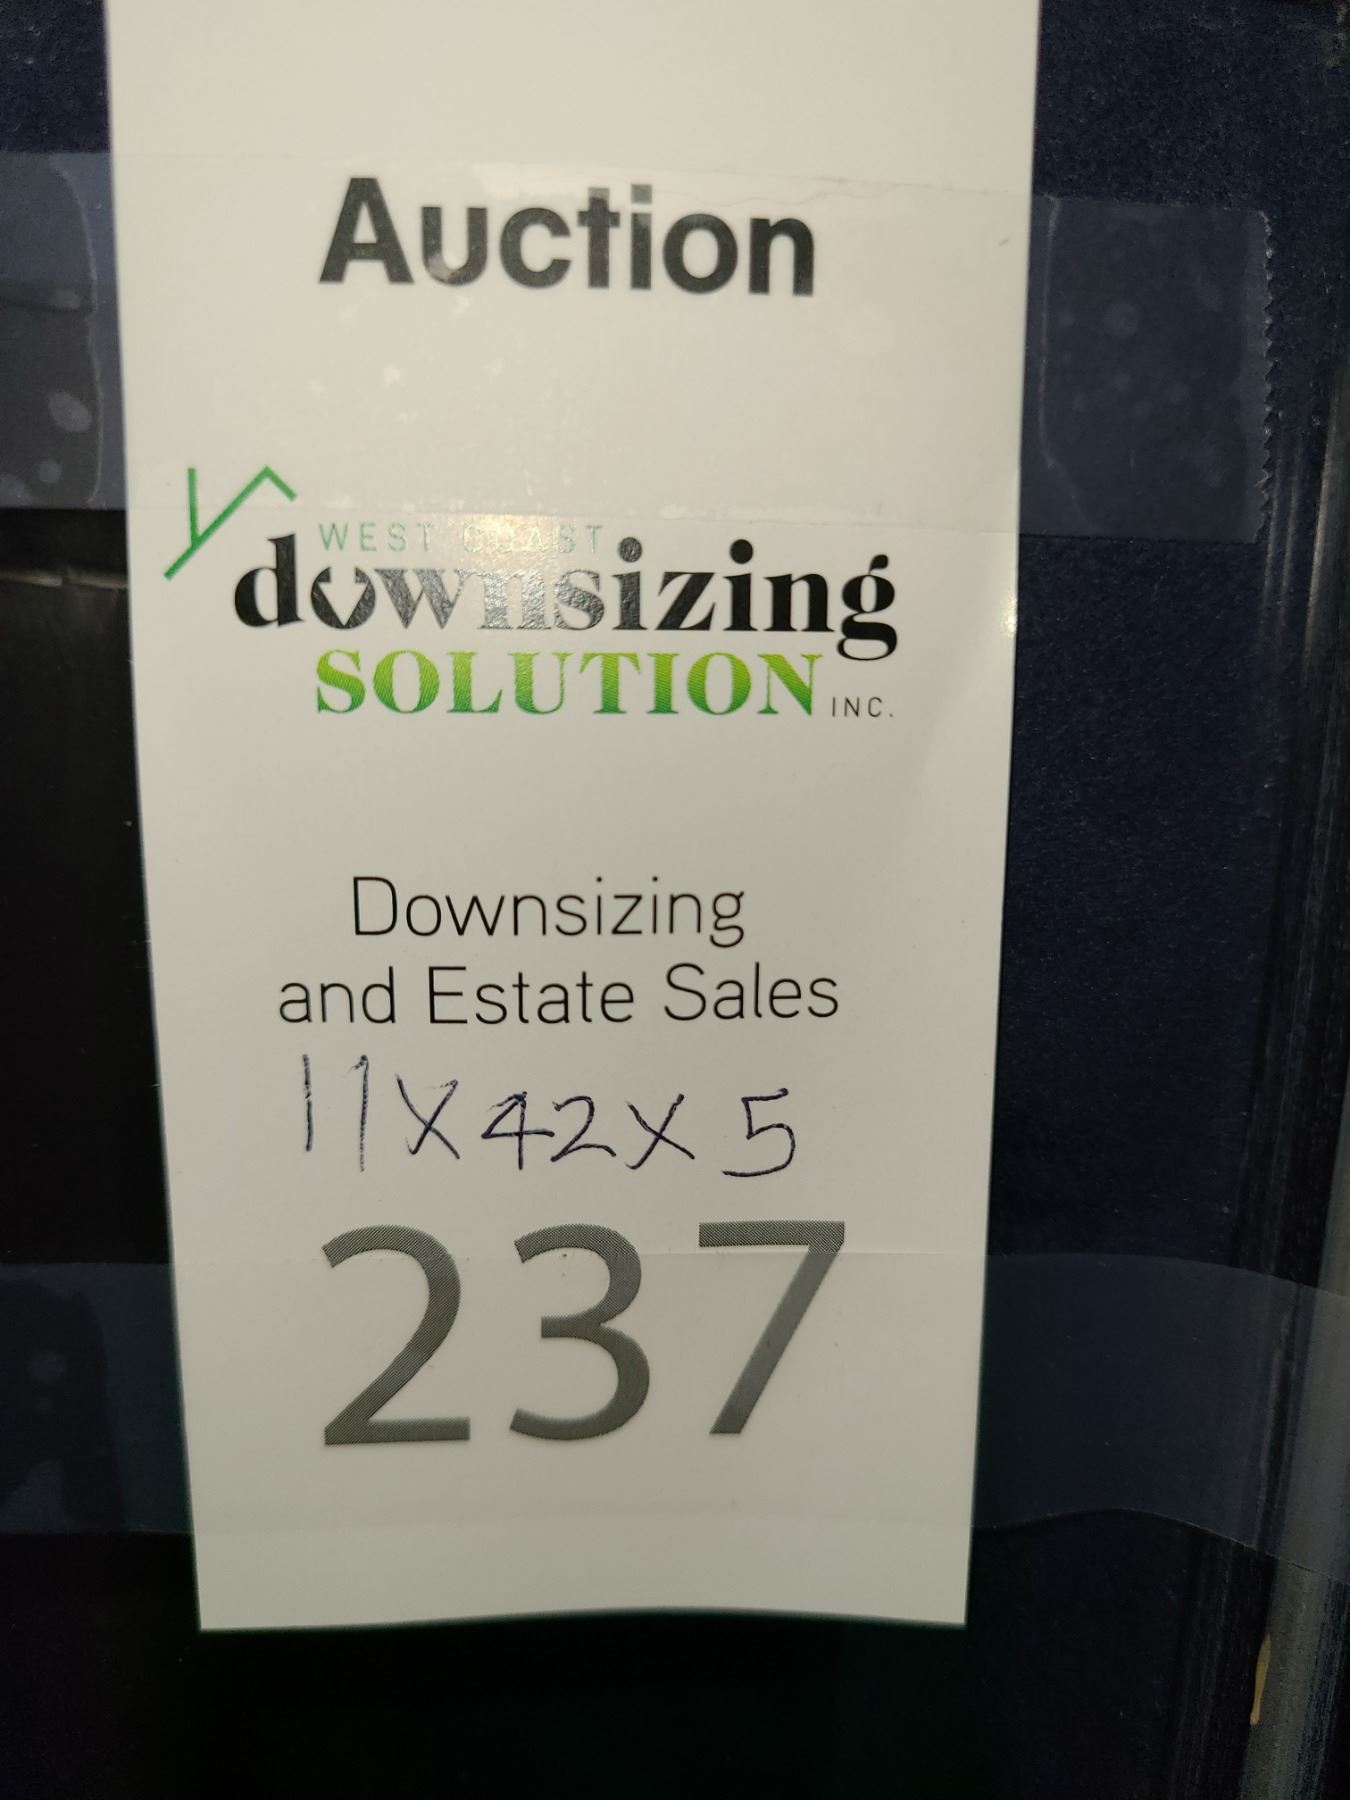 Auction
WEST COAST
downsizing
SOLUTION INC.
Downsizing
and Estate Sales
11X42X5
237